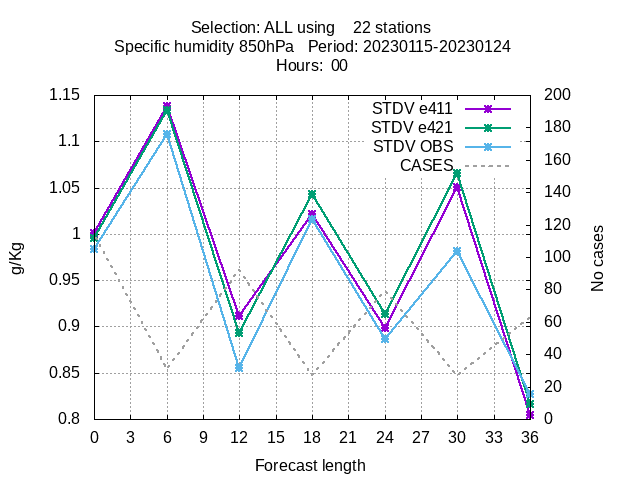 Selection: ALL using    22 stations
Specific humidity 850hPa   Period: 20230115-20230124
Hours:  00
STDV e411
STDV e421
STDV OBS
CASES
1.15
1.1
1.05
1
0.95
0.9
0.85
0.8
g/Kg
200
180
160
140
120
100
80
60
40
20
0
No cases
0 3 6 9 12 15 18 21 24 27 30 33 36
Forecast length